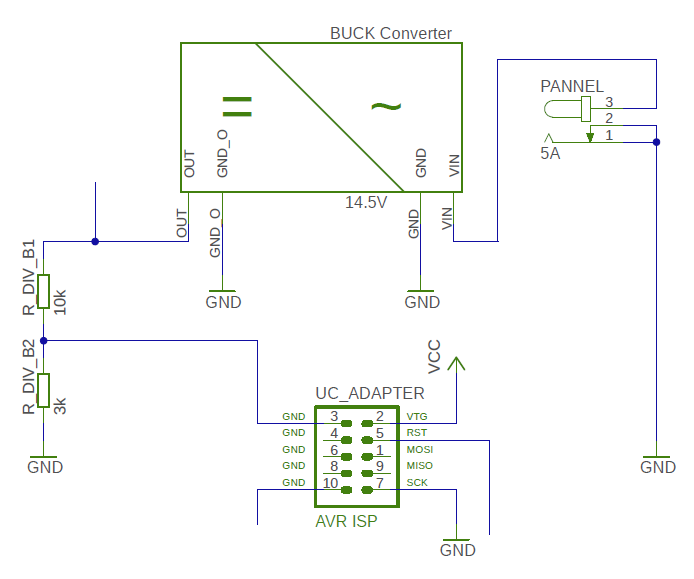 BUCK Converter
OUT
GND_O
GND
VIN
14.5V
OUT
GND_O
GND
VIN
PANNEL
3
2
1
5A
R_DIV_B1
10k
GND
GND
R_DIV_B2
3k
VCC
UC_ADAPTER
GND 3 2 VTG
GND 4 5 RST
GND 6 1 MOSI
GND 8 9 MISO
GND 10 7 SCK
AVR ISP
GND
GND
GND